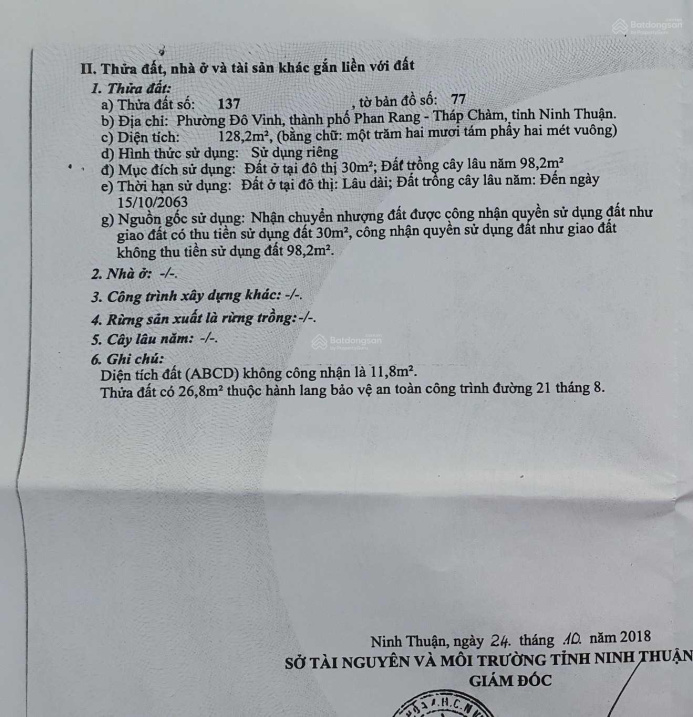 Batdongsan
II. Thửa đất, nhà ở và tài sản khác gắn liền với đất
1. Thửa đất:
a) Thửa đất số: 137 , tờ bản đồ số: 77
b) Địa chỉ: Phường Đô Vinh, thành phố Phan Rang - Tháp Chàm, tỉnh Ninh Thuận.
c) Diện tích: 128,2m², (bằng chữ: một trăm hai mươi tám phẩy hai mét vuông)
d) Hình thức sử dụng: Sử dụng riêng
đ) Mục đích sử dụng: Đất ở tại đô thị 30m²; Đất trồng cây lâu năm 98,2m²
e) Thời hạn sử dụng: Đất ở tại đô thị: Lâu dài; Đất trồng cây lâu năm: Đến ngày
15/10/2063
g) Nguồn gốc sử dụng: Nhận chuyển nhượng đất được công nhận quyền sử dụng đất như
giao đất có thu tiền sử dụng đất 30m², công nhận quyền sử dụng đất như giao đất
không thu tiền sử dụng đất 98,2m².
2. Nhà ở: -/-.
3. Công trình xây dựng khác: -/-.
4. Rừng sản xuất là rừng trồng: -/-.
Batdongsan
5. Cây lâu năm: -/-.
6. Ghi chú:
Diện tích đất (ABCD) không công nhận là 11,8m².
Thửa đất có 26,8m² thuộc hành lang bảo vệ an toàn công trình đường 21 tháng 8.
Ninh Thuận, ngày 24 tháng 10 năm 2018
SỞ TÀI NGUYÊN VÀ MÔI TRƯỜNG TỈNH NINH THUẬN
GIÁM ĐỐC